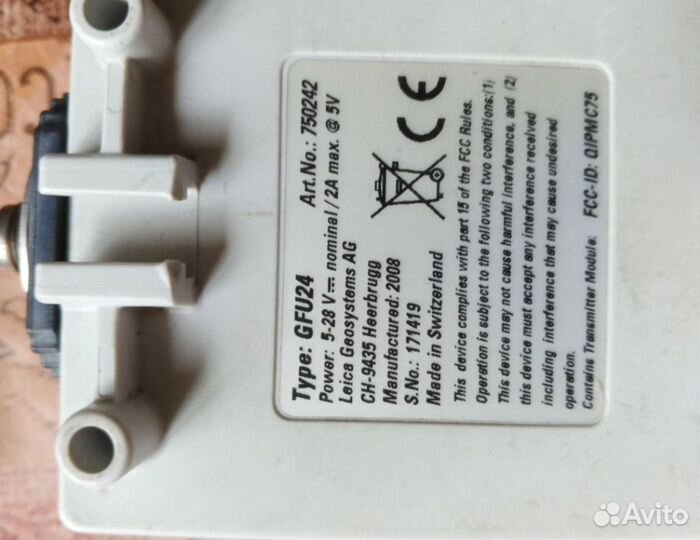 Type: GFU24 Art.No.: 750242
Power: 5-28 V⎓ nominal / 2A max. @ 5V
Leica Geosystems AG
CH-9435 Heerbrugg
Manufactured: 2008
S.No.: 171419
Made in Switzerland
CE
This device complies with part 15 of the FCC Rules.
Operation is subject to the following two conditions:(1)
This device may not cause harmful interference, and (2)
this device must accept any interference received
including interference that may cause undesired
operation.
Contains Transmitter Module: FCC-ID: QIPMC75
Avito